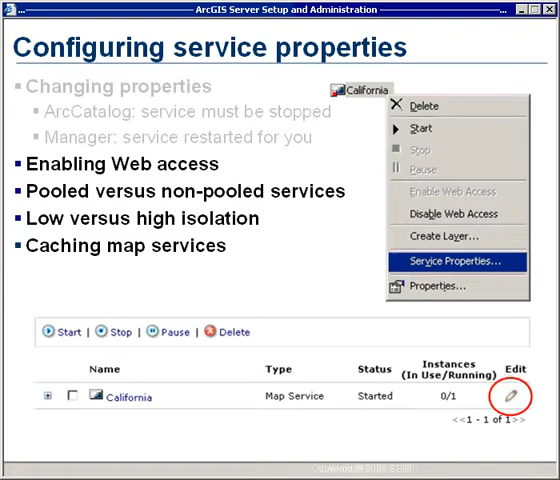 ArcGIS Server Setup and Administration
Configuring service properties
Changing properties
ArcCatalog: service must be stopped
Manager: service restarted for you
Enabling Web access
Pooled versus non-pooled services
Low versus high isolation
Caching map services
California
Delete
Start
Stop
Pause
Enable Web Access
Disable Web Access
Create Layer...
Service Properties...
Properties...
Start | Stop | Pause | Delete
Name Type Status Instances (In Use/Running) Edit
California Map Service Started 0/1
<<1 - 1 of 1>>